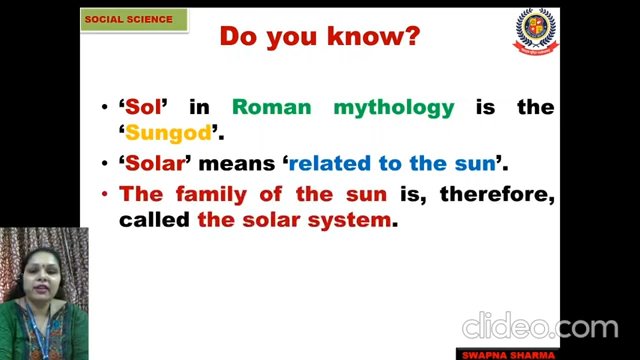 SOCIAL SCIENCE
Do you know?
• ‘Sol’ in Roman mythology is the
‘Sungod’.
• ‘Solar’ means ‘related to the sun’.
• The family of the sun is, therefore,
called the solar system.
clideo.com
SWAPNA SHARMA